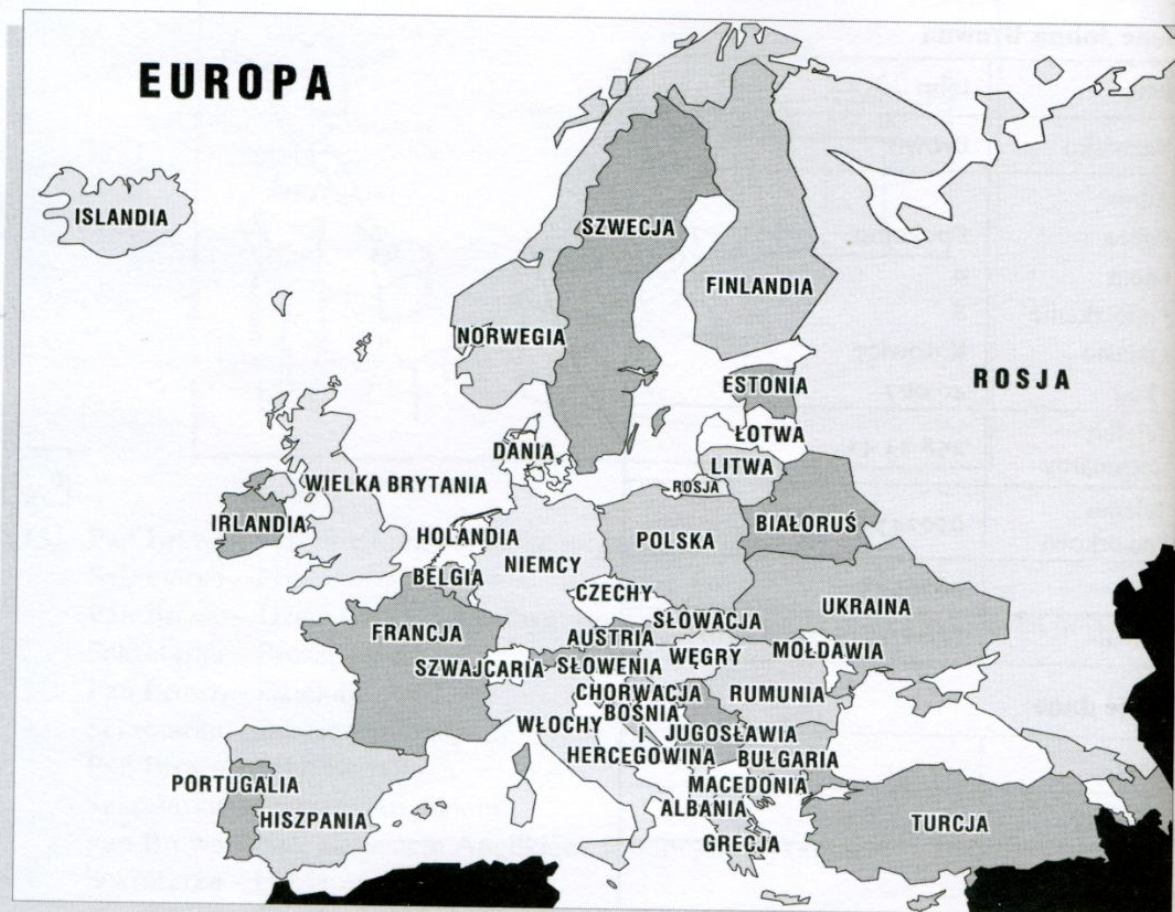 EUROPA
ISLANDIA
SZWECJA
FINLANDIA
NORWEGIA
ROSJA
ESTONIA
ŁOTWA
DANIA
LITWA
ROSJA
WIELKA BRYTANIA
IRLANDIA
HOLANDIA
POLSKA
BIAŁORUŚ
NIEMCY
BELGIA
CZECHY
UKRAINA
SŁOWACJA
FRANCJA
AUSTRIA
MOŁDAWIA
WĘGRY
SZWAJCARIA
SŁOWENIA
CHORWACJA
RUMUNIA
BOŚNIA
I
HERCEGOWINA
WŁOCHY
JUGOSŁAWIA
BUŁGARIA
PORTUGALIA
MACEDONIA
ALBANIA
HISZPANIA
TURCJA
GRECJA